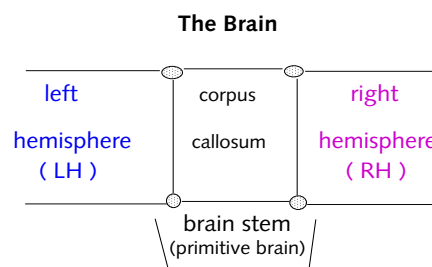 The Brain
left corpus right
hemisphere callosum hemisphere
( LH ) ( RH )
brain stem
(primitive brain)